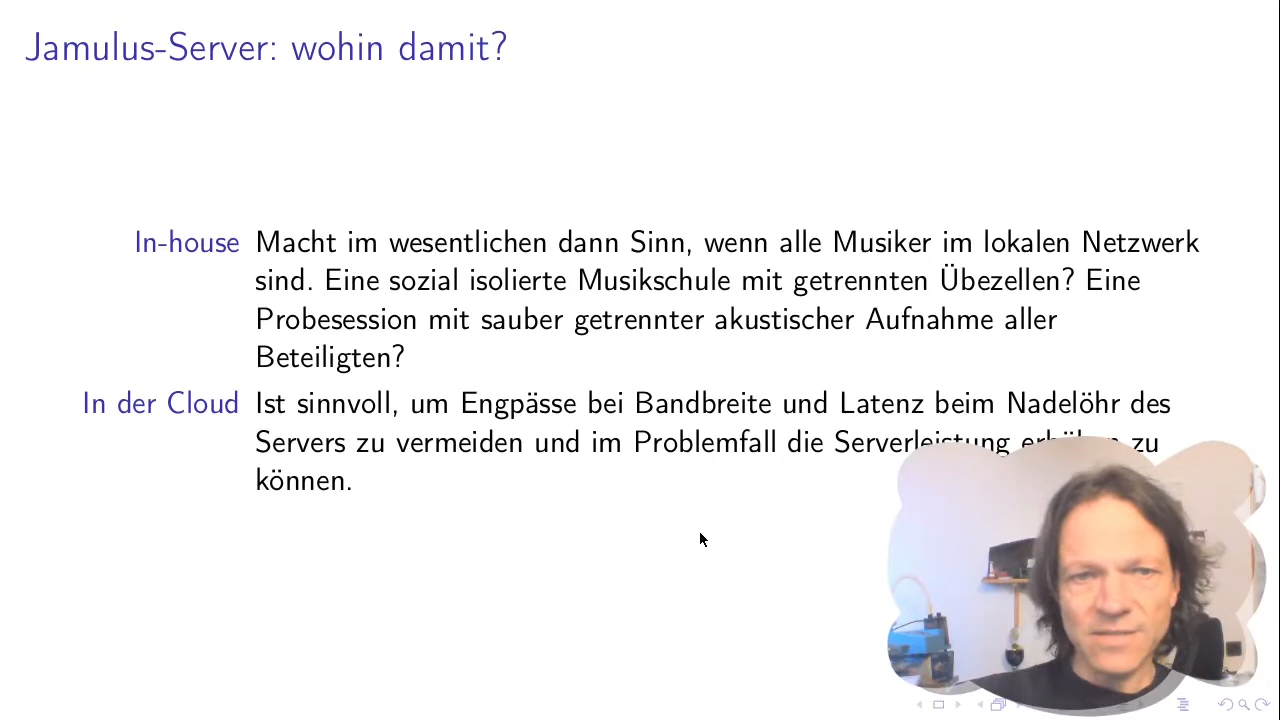 Jamulus-Server: wohin damit?
In-house Macht im wesentlichen dann Sinn, wenn alle Musiker im lokalen Netzwerk
sind. Eine sozial isolierte Musikschule mit getrennten Übezellen? Eine
Probesession mit sauber getrennter akustischer Aufnahme aller
Beteiligten?
In der Cloud Ist sinnvoll, um Engpässe bei Bandbreite und Latenz beim Nadelöhr des
Servers zu vermeiden und im Problemfall die Serverleistung erhöhen zu
können.